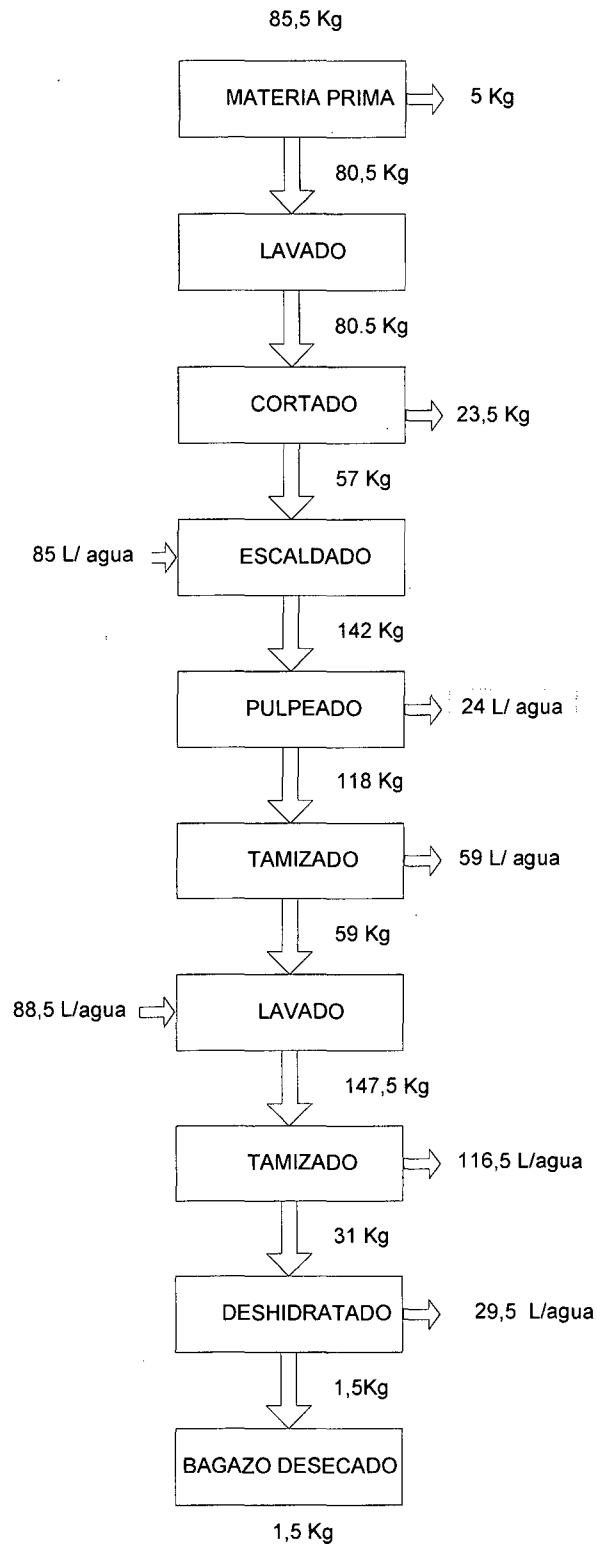 85,5 Kg
MATERIA PRIMA
5 Kg
80,5 Kg
LAVADO
80.5 Kg
CORTADO
23,5 Kg
57 Kg
85 L/ agua
ESCALDADO
142 Kg
PULPEADO
24 L/ agua
118 Kg
TAMIZADO
59 L/ agua
59 Kg
88,5 L/agua
LAVADO
147,5 Kg
TAMIZADO
116,5 L/agua
31 Kg
DESHIDRATADO
29,5 L/agua
1,5Kg
BAGAZO DESECADO
1,5 Kg